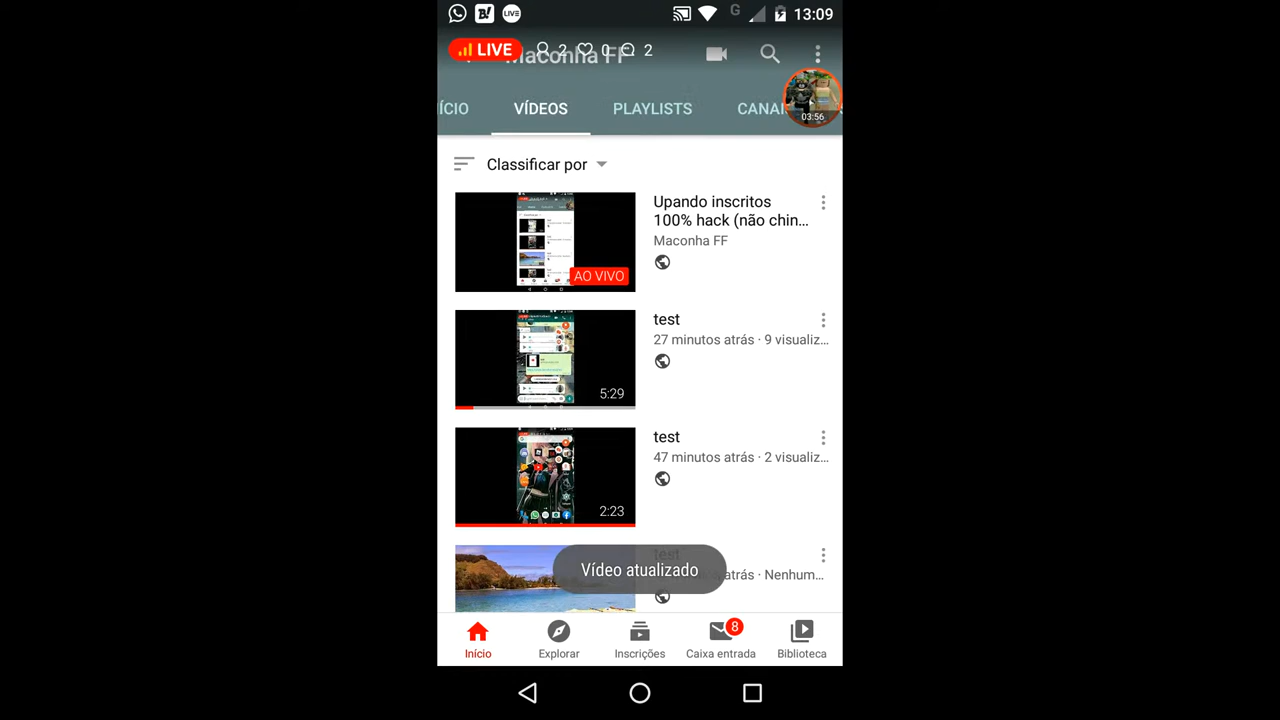 B! LIVE G 13:09
LIVE 2 0 2
Maconha FF
ÍCIO VÍDEOS PLAYLISTS CANAI
03:56
Classificar por
Upando inscritos
100% hack (não chin...
Maconha FF
AO VIVO
test
27 minutos atrás · 9 visualiz...
5:29
test
47 minutos atrás · 2 visualiz...
2:23
test
atrás · Nenhum...
Vídeo atualizado
8
Início Explorar Inscrições Caixa entrada Biblioteca